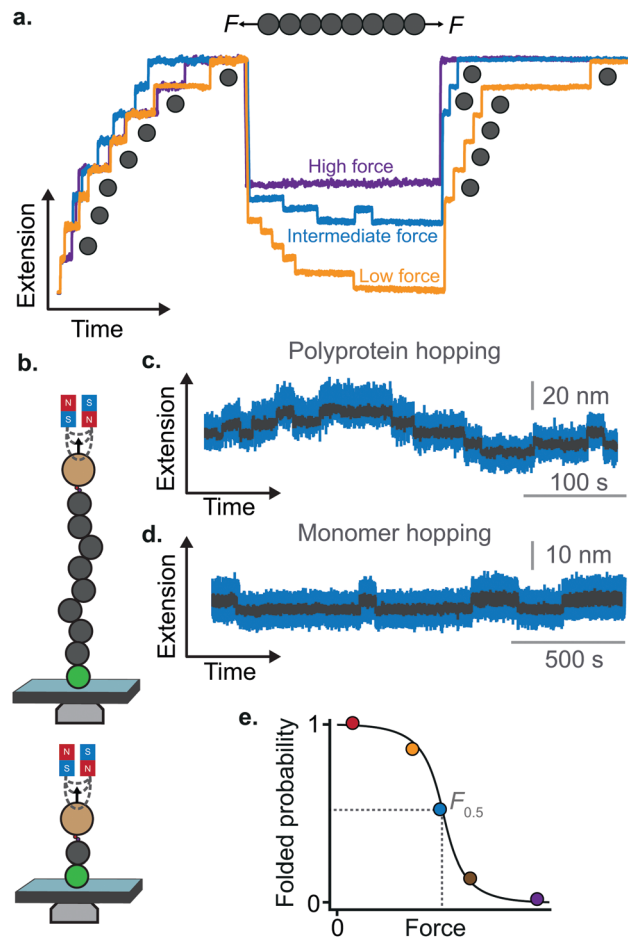 a.
F
F
High force
Intermediate force
Low force
Extension
Time
b.
N S
S N
N S
S N
c.
Polyprotein hopping
20 nm
Extension
100 s
Time
d.
Monomer hopping
10 nm
Extension
500 s
Time
e.
1
Folded probability
F0.5
0
0
Force